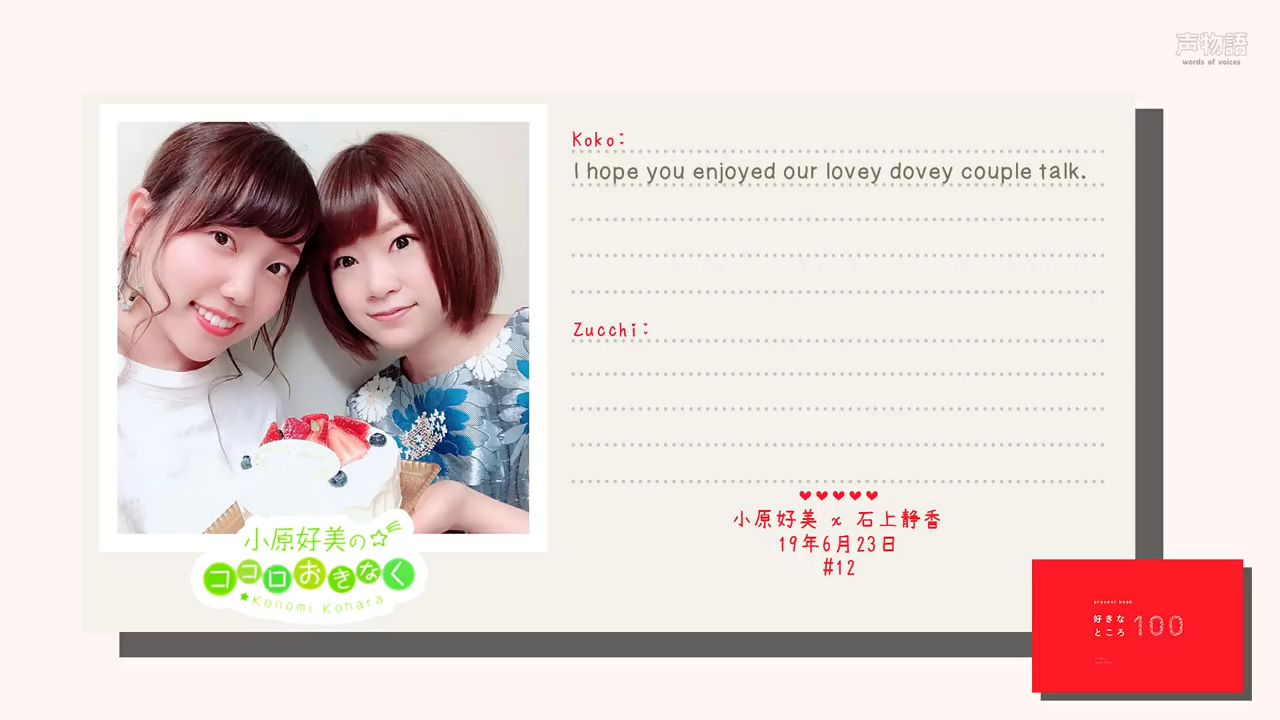 声物語
words of voices
Koko:
I hope you enjoyed our lovey dovey couple talk.
Zucchi:
♥♥♥♥♥
小原好美 x 石上静香
19年6月23日
#12
小原好美の☆
ココロおきなく
★Konomi Kohara
present book
好きな
ところ 100